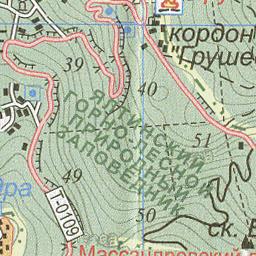 кордон
"Груше
39
40
ЯЛТИНСКИЙ
ГОРНО-ЛЕСНОЙ
ПРИРОДНЫЙ
ЗАПОВЕДНИК
51
49
T-0109
50
ск. В
Массандровский